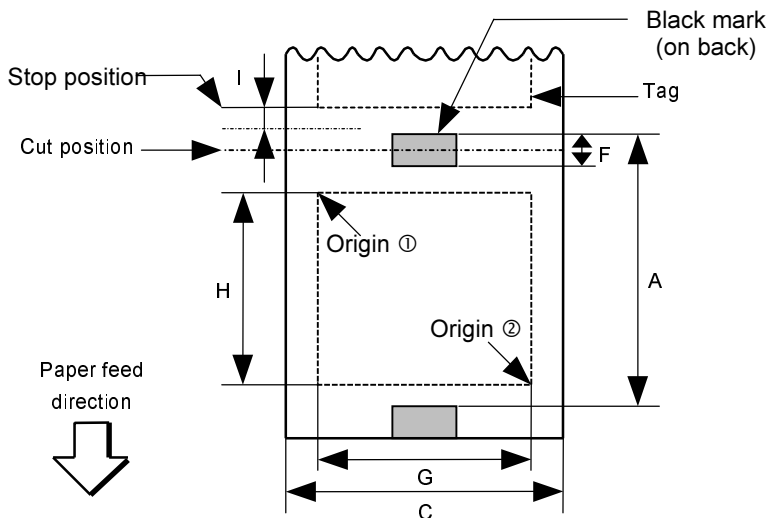 Black mark
(on back)
Stop position
I
Tag
Cut position
F
Origin ①
H
A
Origin ②
Paper feed
direction
G
C